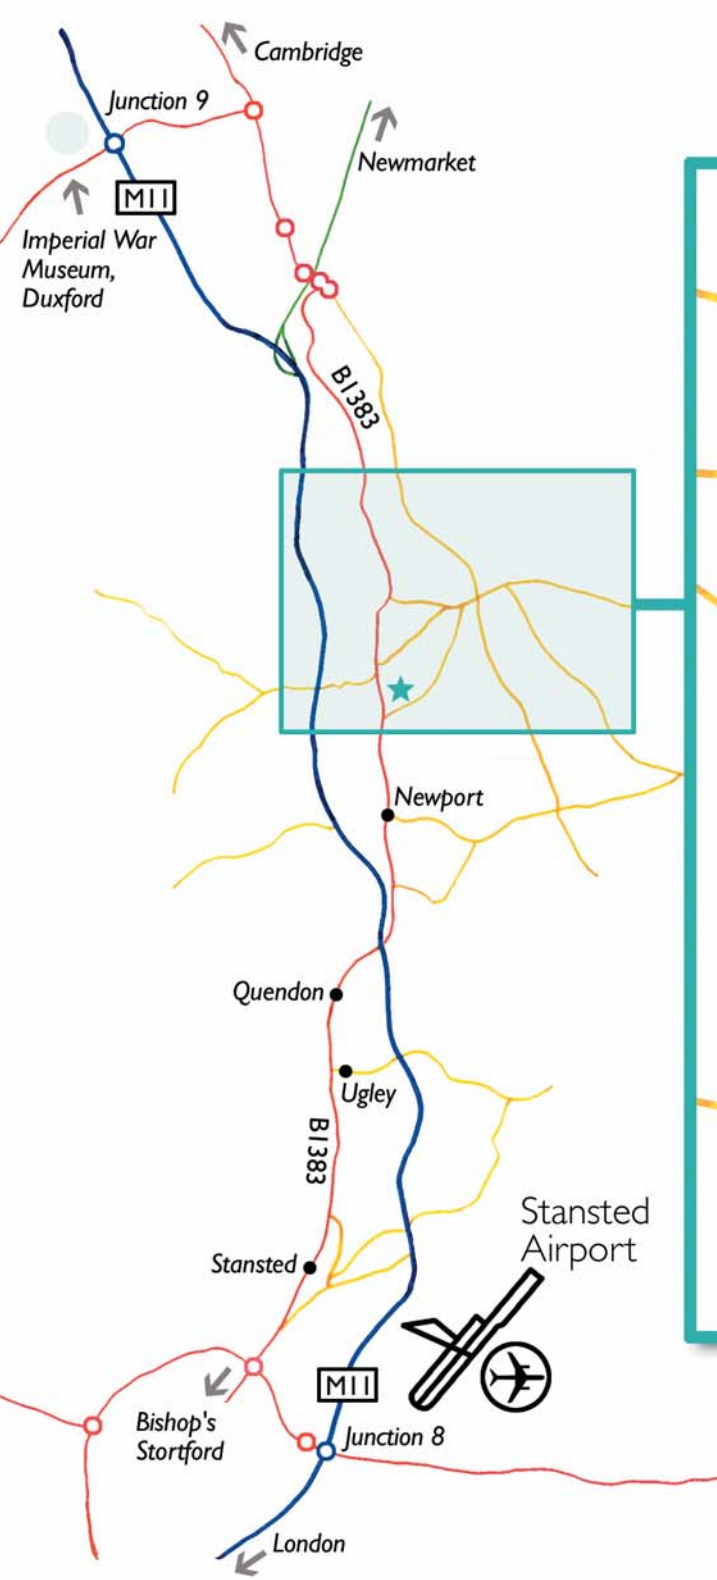 Cambridge
Junction 9
Newmarket
M11
Imperial War
Museum,
Duxford
B1383
Newport
Quendon
Ugley
B1383
Stansted
Airport
Stansted
M11
Bishop's
Stortford
Junction 8
London